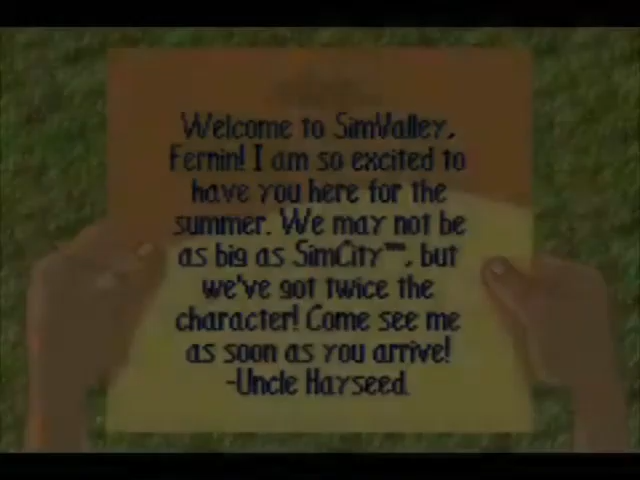 Welcome to SimValley,
Fernin! I am so excited to
have you here for the
summer. We may not be
as big as SimCity™, but
we've got twice the
character! Come see me
as soon as you arrive!
-Uncle Hayseed